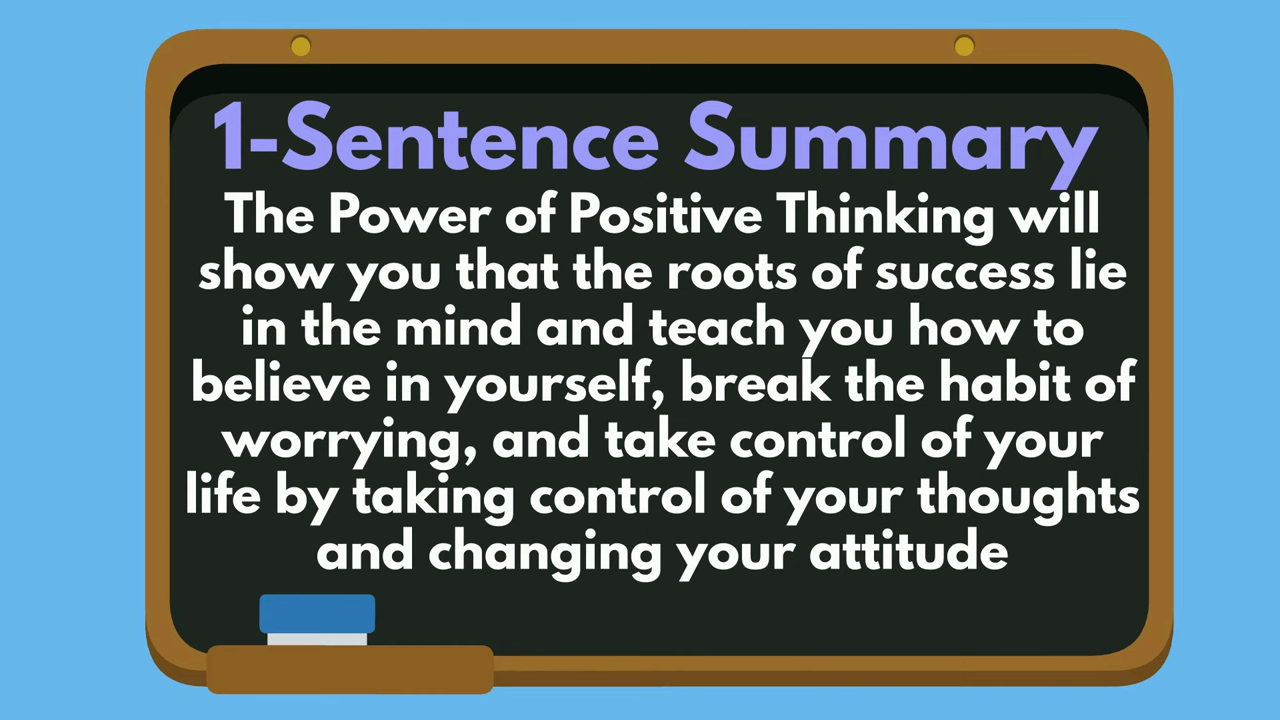 1-Sentence Summary
The Power of Positive Thinking will
show you that the roots of success lie
in the mind and teach you how to
believe in yourself, break the habit of
worrying, and take control of your
life by taking control of your thoughts
and changing your attitude